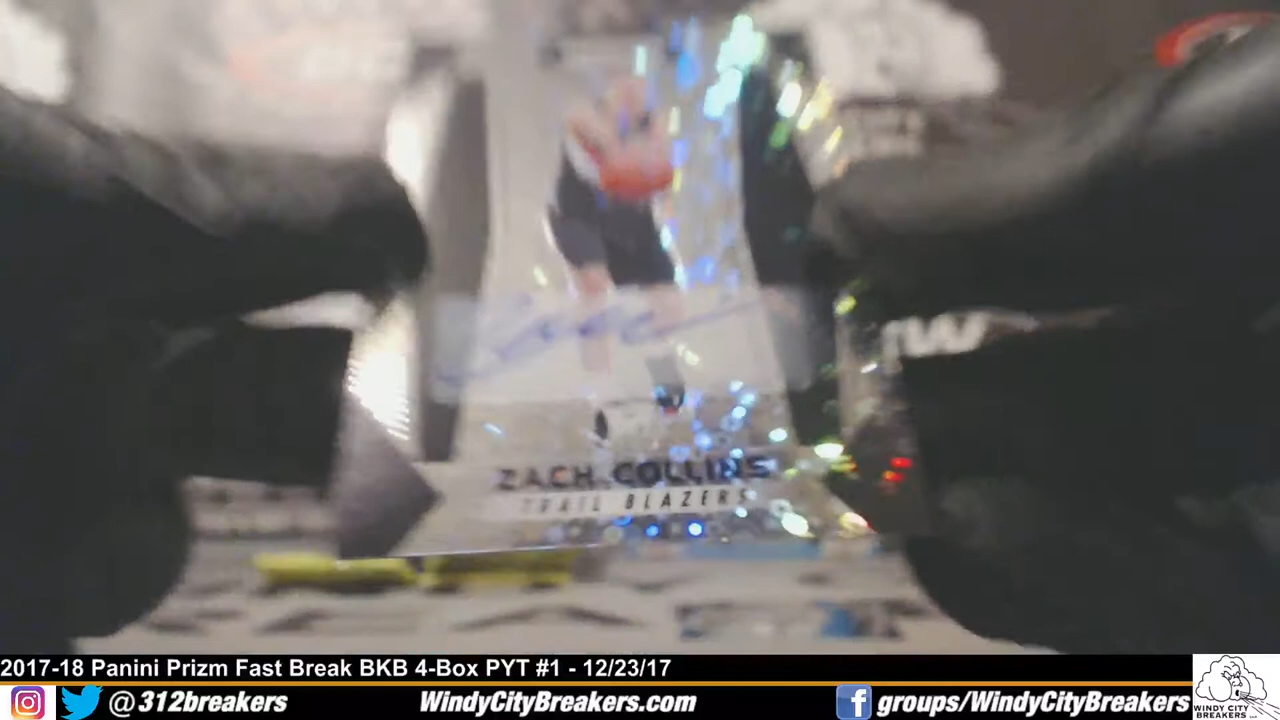 ZACH COLLINS
TRAIL BLAZERS
2017-18 Panini Prizm Fast Break BKB 4-Box PYT #1 - 12/23/17
@312breakers
WindyCityBreakers.com
groups/WindyCityBreakers
WINDY CITY
BREAKERS